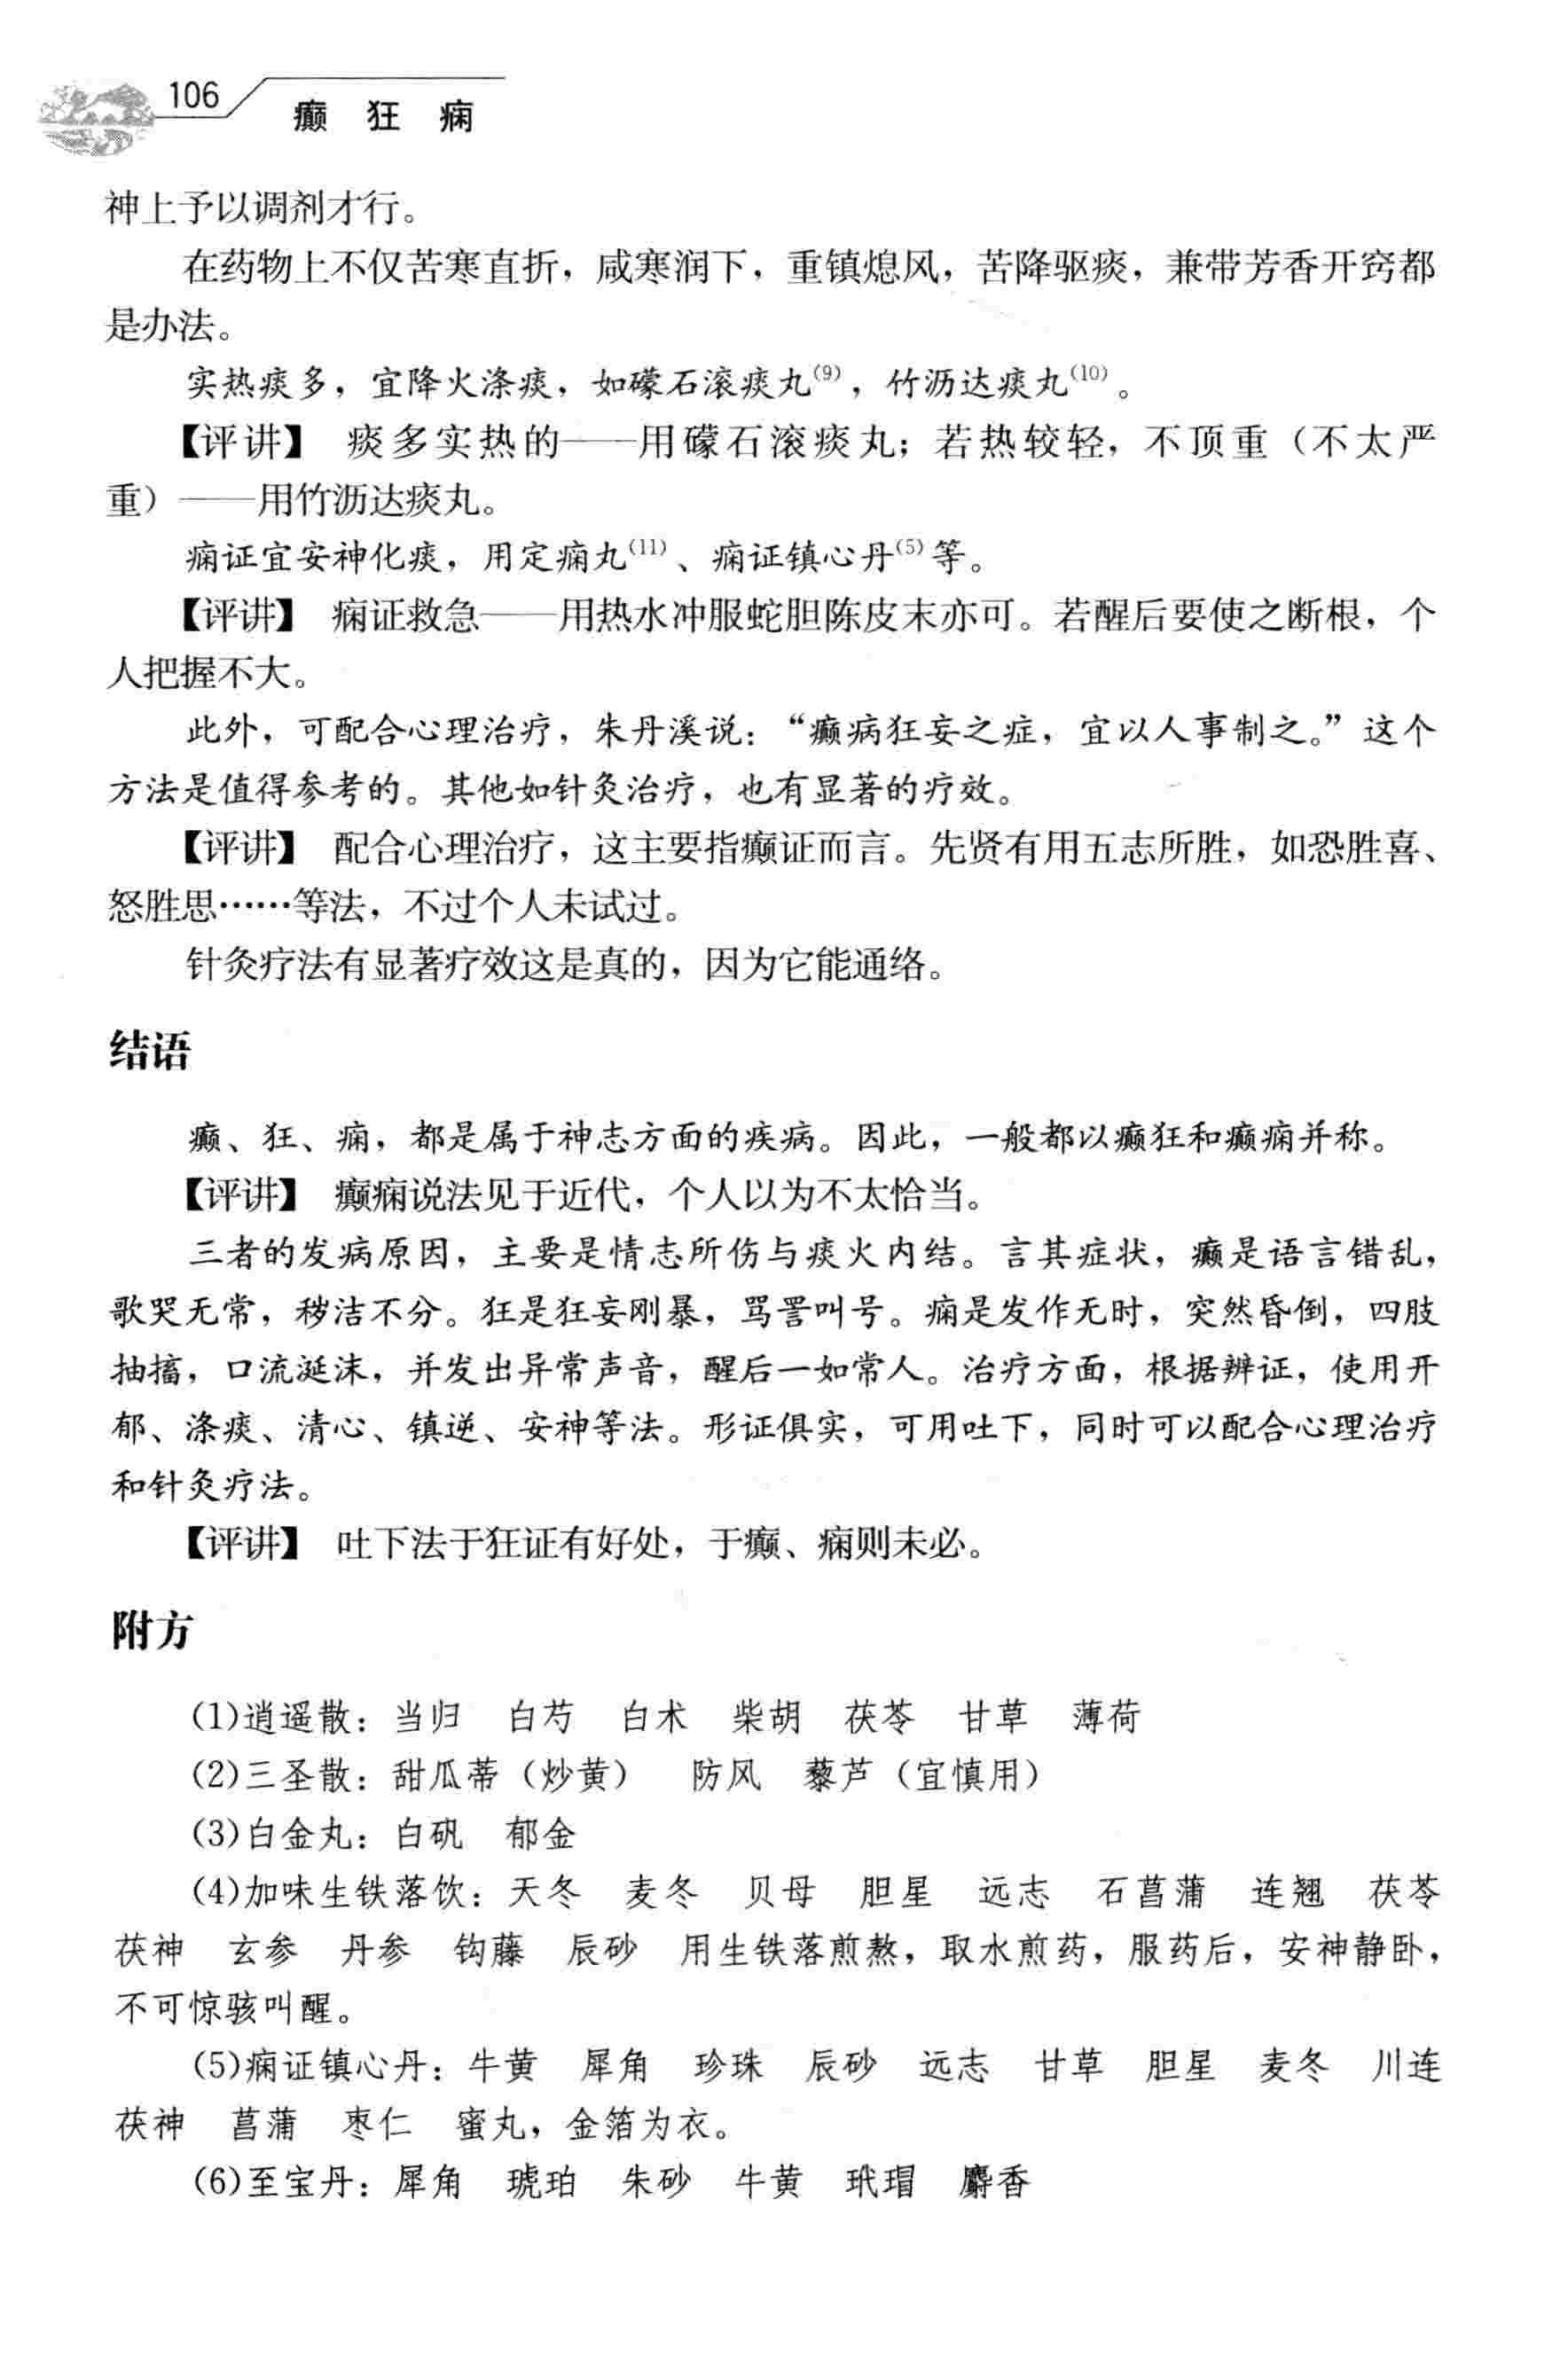 106
癫 狂 痫
神上予以调剂才行。
在药物上不仅苦寒直折，咸寒润下，重镇熄风，苦降驱痰，兼带芳香开窍都
是办法。
实热痰多，宜降火涤痰，如礞石滚痰丸(9)，竹沥达痰丸(10)。
【评讲】 痰多实热的——用礞石滚痰丸；若热较轻，不顶重（不太严
重）——用竹沥达痰丸。
痫证宜安神化痰，用定痫丸(11)、痫证镇心丹(5)等。
【评讲】 痫证救急——用热水冲服蛇胆陈皮末亦可。若醒后要使之断根，个
人把握不大。
此外，可配合心理治疗，朱丹溪说：“癫病狂妄之症，宜以人事制之。”这个
方法是值得参考的。其他如针灸治疗，也有显著的疗效。
【评讲】 配合心理治疗，这主要指癫证而言。先贤有用五志所胜，如恐胜喜、
怒胜思……等法，不过个人未试过。
针灸疗法有显著疗效这是真的，因为它能通络。
结语
癫、狂、痫，都是属于神志方面的疾病。因此，一般都以癫狂和癫痫并称。
【评讲】 癫痫说法见于近代，个人以为不太恰当。
三者的发病原因，主要是情志所伤与痰火内结。言其症状，癫是语言错乱，
歌哭无常，秽洁不分。狂是狂妄刚暴，骂詈叫号。痫是发作无时，突然昏倒，四肢
抽搐，口流涎沫，并发出异常声音，醒后一如常人。治疗方面，根据辨证，使用开
郁、涤痰、清心、镇逆、安神等法。形证俱实，可用吐下，同时可以配合心理治疗
和针灸疗法。
【评讲】 吐下法于狂证有好处，于癫、痫则未必。
附方
(1)逍遥散：当归 白芍 白术 柴胡 茯苓 甘草 薄荷
(2)三圣散：甜瓜蒂（炒黄） 防风 藜芦（宜慎用）
(3)白金丸：白矾 郁金
(4)加味生铁落饮：天冬 麦冬 贝母 胆星 远志 石菖蒲 连翘 茯苓
茯神 玄参 丹参 钩藤 辰砂 用生铁落煎熬，取水煎药，服药后，安神静卧，
不可惊骇叫醒。
(5)痫证镇心丹：牛黄 犀角 珍珠 辰砂 远志 甘草 胆星 麦冬 川连
茯神 菖蒲 枣仁 蜜丸，金箔为衣。
(6)至宝丹：犀角 琥珀 朱砂 牛黄 玳瑁 麝香